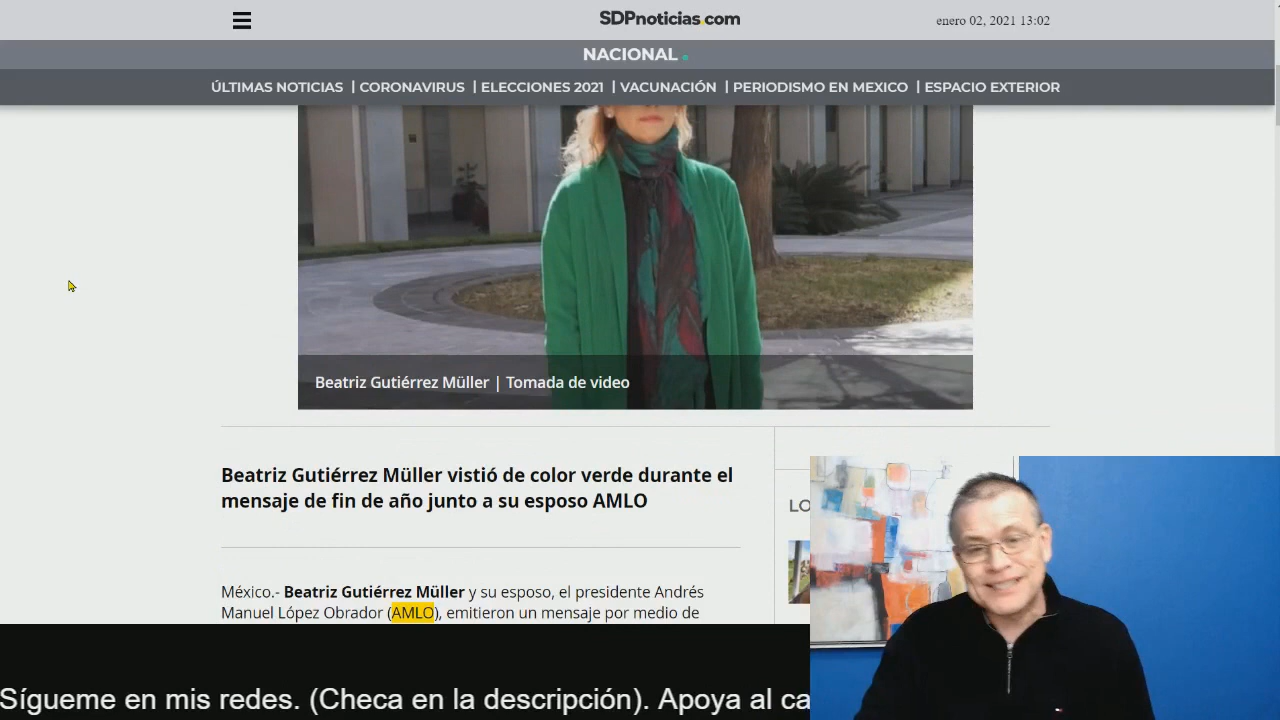 SDPnoticias.com
enero 02, 2021 13:02
NACIONAL
ÚLTIMAS NOTICIAS | CORONAVIRUS | ELECCIONES 2021 | VACUNACIÓN | PERIODISMO EN MEXICO | ESPACIO EXTERIOR
Beatriz Gutiérrez Müller | Tomada de video
Beatriz Gutiérrez Müller vistió de color verde durante el
mensaje de fin de año junto a su esposo AMLO
LO
México.- Beatriz Gutiérrez Müller y su esposo, el presidente Andrés
Manuel López Obrador (AMLO), emitieron un mensaje por medio de
Sígueme en mis redes. (Checa en la descripción). Apoya al ca